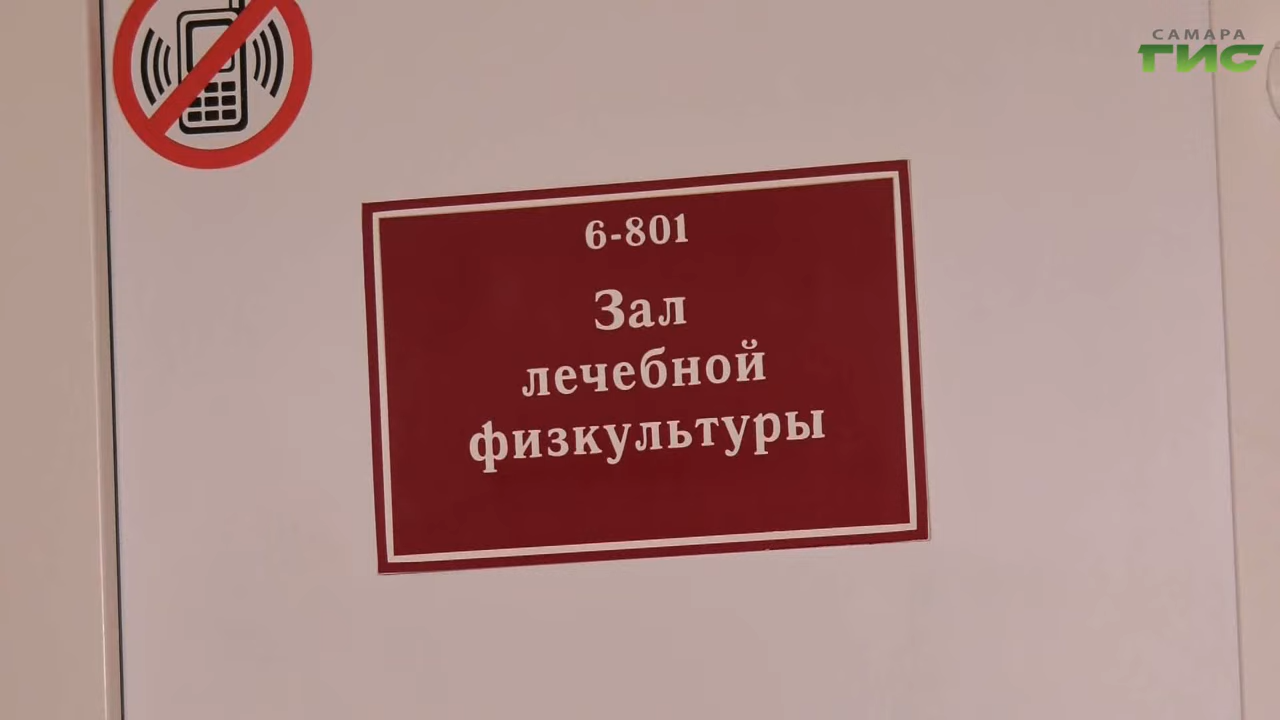 САМАРА
ГИС
6-801
Зал
лечебной
физкультуры